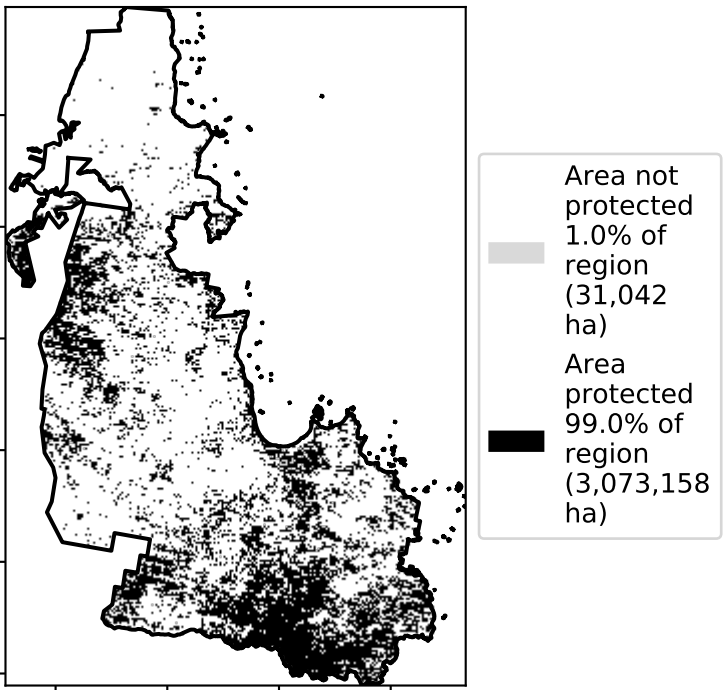 Area not
protected
1.0% of
region
(31,042
ha)
Area
protected
99.0% of
region
(3,073,158
ha)